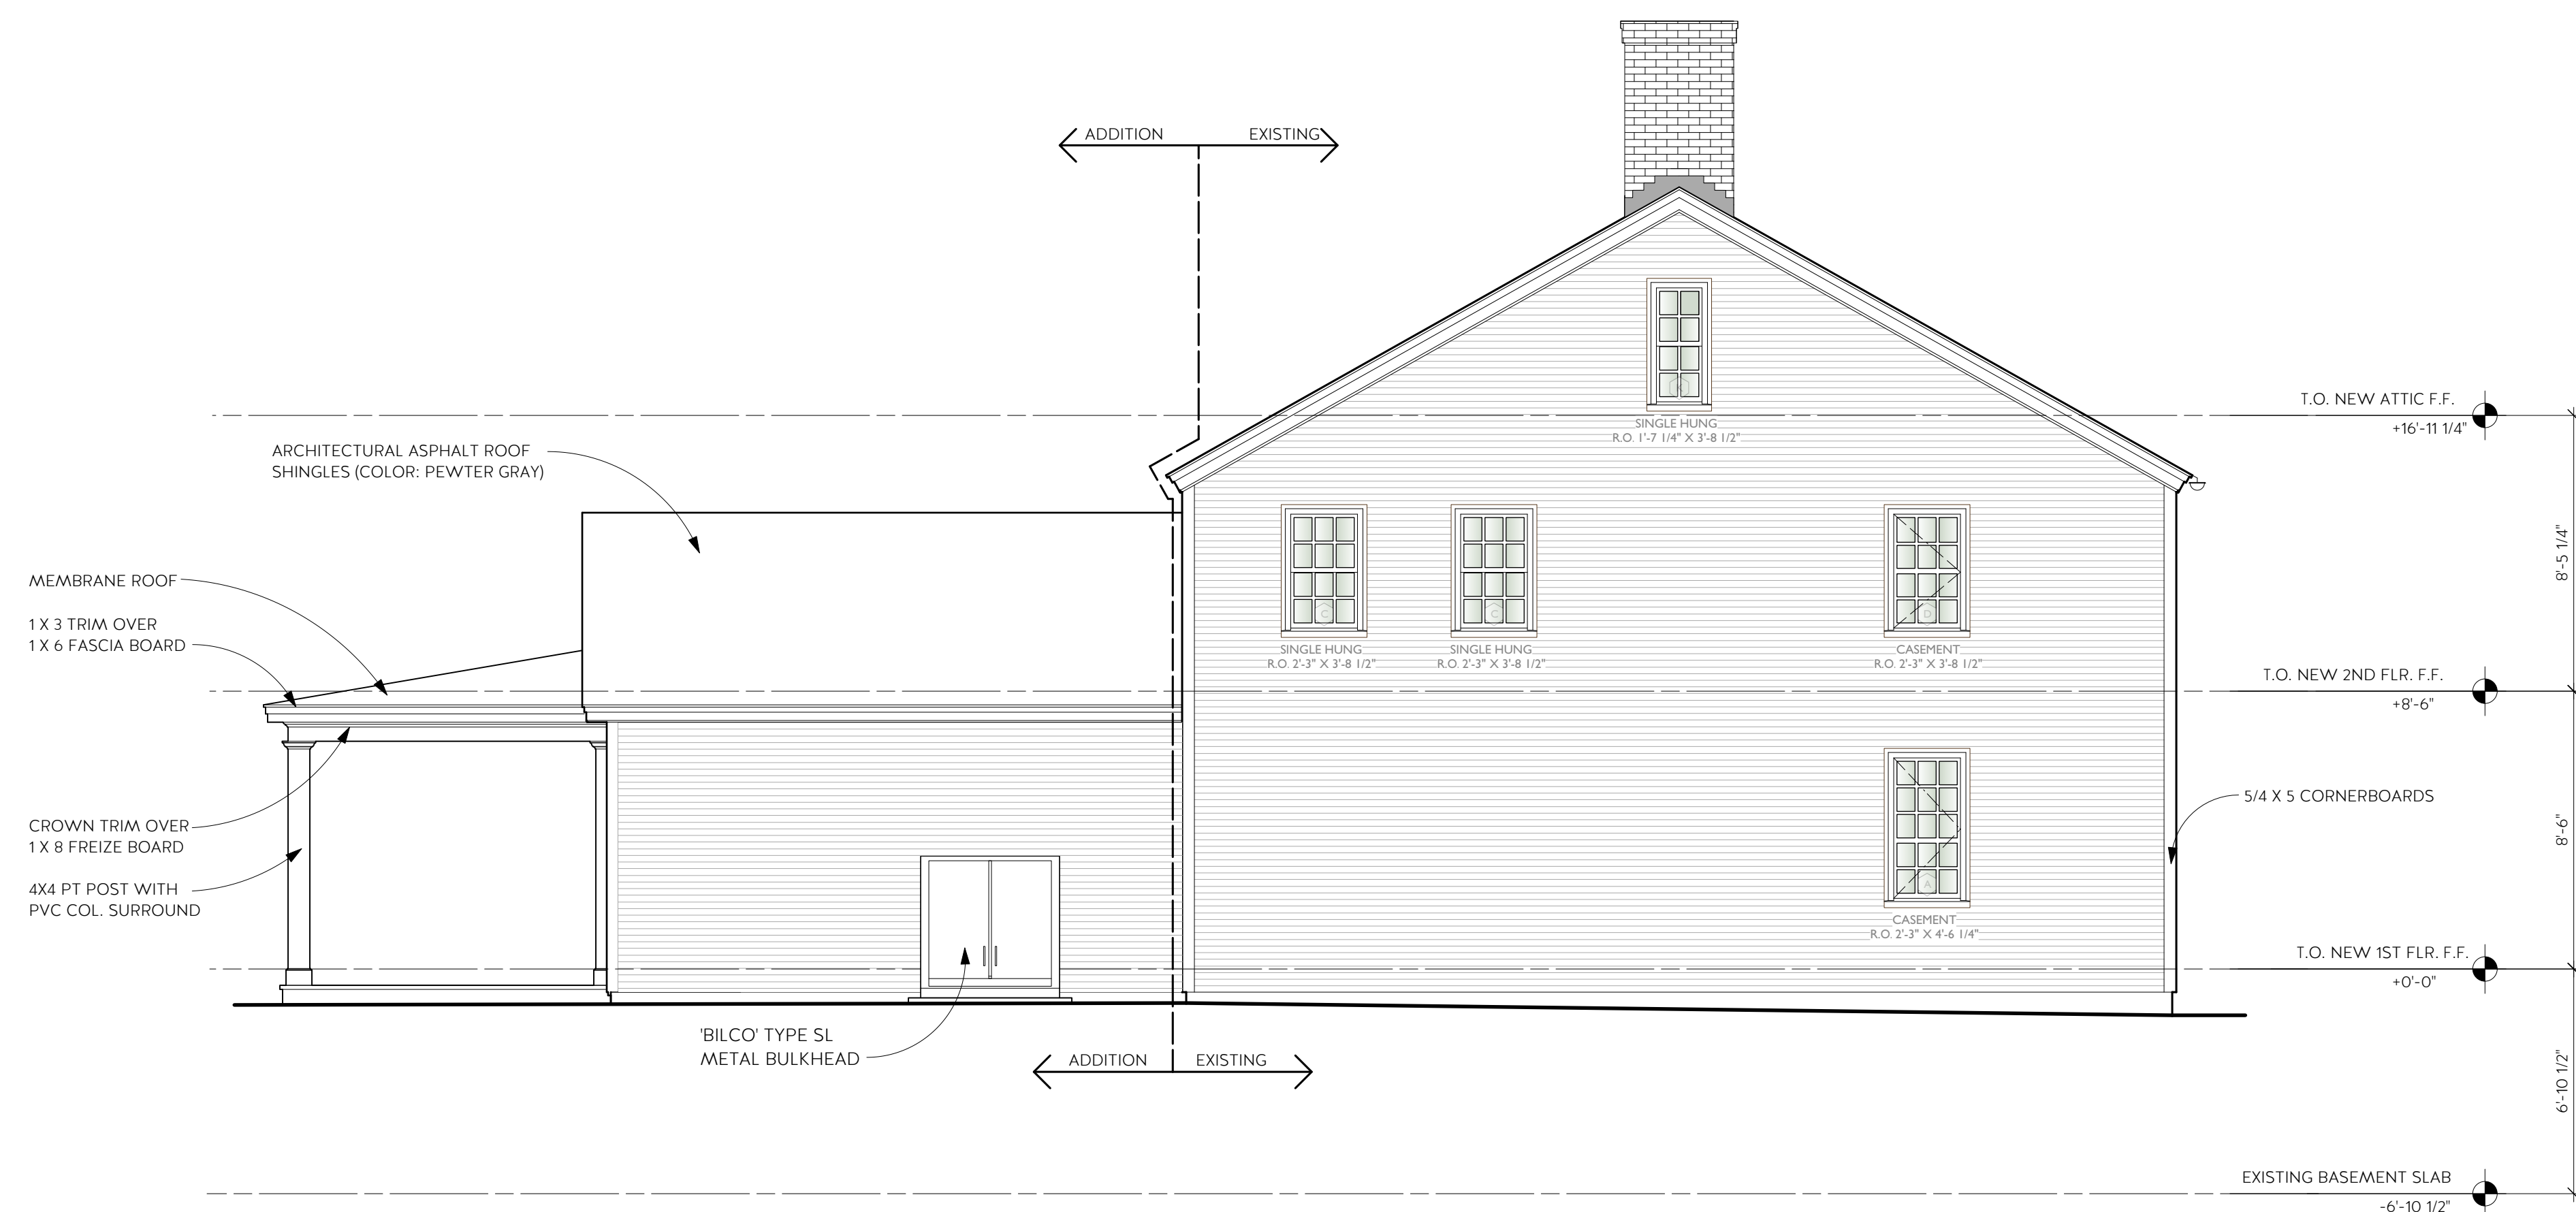 ADDITION
EXISTING
ARCHITECTURAL ASPHALT ROOF
SHINGLES (COLOR: PEWTER GRAY)
MEMBRANE ROOF
1 X 3 TRIM OVER
1 X 6 FASCIA BOARD
CROWN TRIM OVER
1 X 8 FREIZE BOARD
4X4 PT POST WITH
PVC COL. SURROUND
'BILCO' TYPE SL
METAL BULKHEAD
ADDITION
EXISTING
SINGLE HUNG
R.O. 1'-7 1/4" X 3'-8 1/2"
C
SINGLE HUNG
R.O. 2'-3" X 3'-8 1/2"
C
SINGLE HUNG
R.O. 2'-3" X 3'-8 1/2"
D
CASEMENT
R.O. 2'-3" X 3'-8 1/2"
A
CASEMENT
R.O. 2'-3" X 4'-6 1/4"
5/4 X 5 CORNERBOARDS
T.O. NEW ATTIC F.F.
+16'-11 1/4"
8'-5 1/4"
T.O. NEW 2ND FLR. F.F.
+8'-6"
8'-6"
T.O. NEW 1ST FLR. F.F.
+0'-0"
6'-10 1/2"
EXISTING BASEMENT SLAB
-6'-10 1/2"